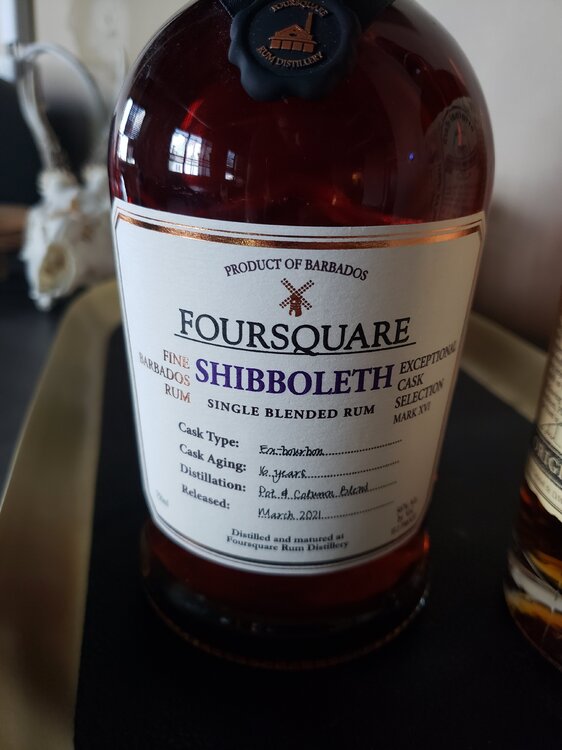 FOURSQUARE
RUM DISTILLERY
PRODUCT OF BARBADOS
FOURSQUARE
FINE
BARBADOS
RUM
SHIBBOLETH
EXCEPTIONAL
CASK
SELECTION
MARK XVI
SINGLE BLENDED RUM
Cask Type: Ex-bourbon
Cask Aging: 16 years
Distillation: Pot & Column Blend
Released: March 2021
Distilled and matured at
Foursquare Rum Distillery